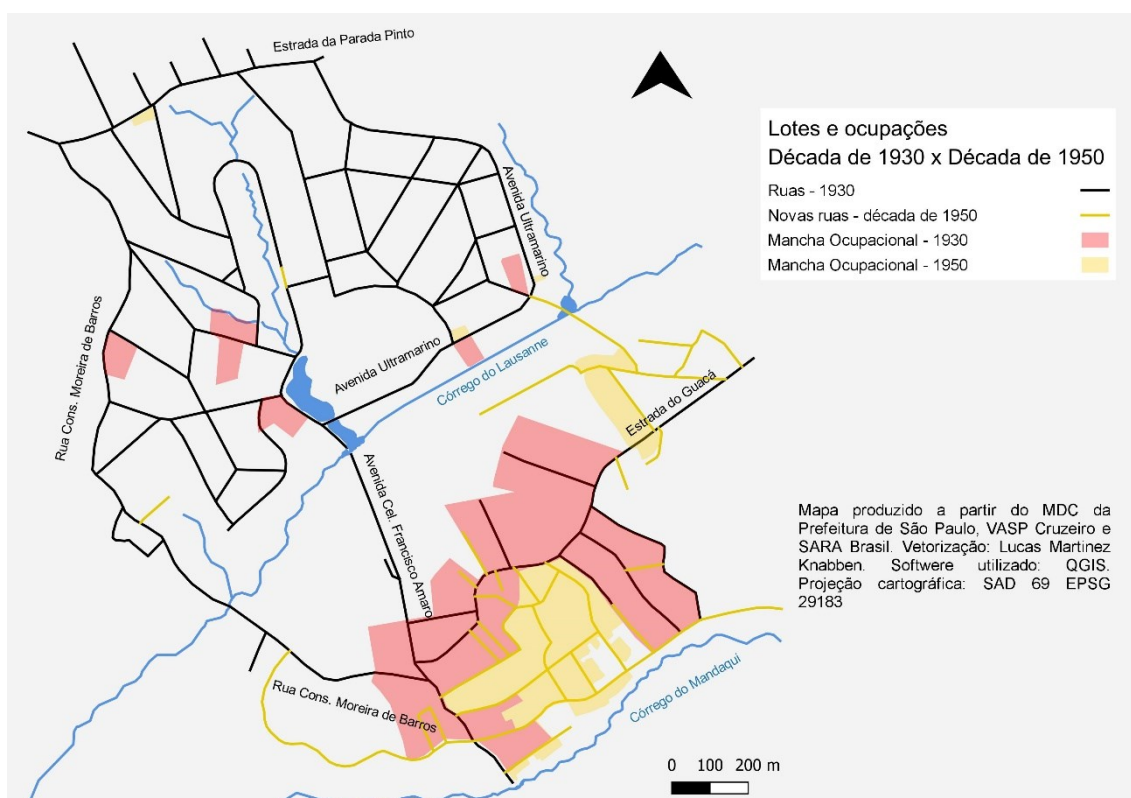 Estrada da Parada Pinto
Lotes e ocupações
Década de 1930 x Década de 1950
Ruas - 1930
Novas ruas - década de 1950
Mancha Ocupacional - 1930
Mancha Ocupacional - 1950
Avenida Ultramarino
Rua Cons. Moreira de Barros
Avenida Ultramarino
Córrego do Lausanne
Estrada do Guacá
Avenida Cel. Francisco Amaro
Mapa produzido a partir do MDC da
Prefeitura de São Paulo, VASP Cruzeiro e
SARA Brasil. Vetorização: Lucas Martinez
Knabben. Softwere utilizado: QGIS.
Projeção cartográfica: SAD 69 EPSG
29183
Rua Cons. Moreira de Barros
Córrego do Mandaqui
0 100 200 m